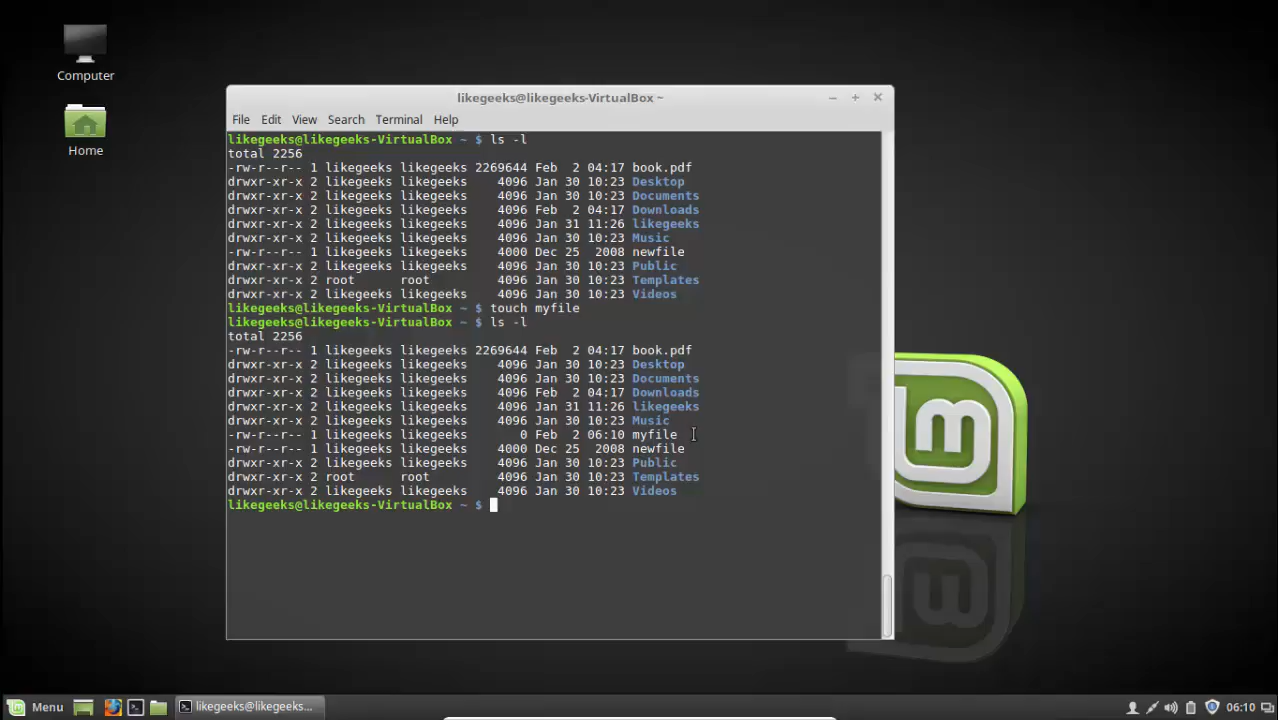 Computer
Home
likegeeks@likegeeks-VirtualBox ~
File Edit View Search Terminal Help
likegeeks@likegeeks-VirtualBox ~ $ ls -l
total 2256
-rw-r--r-- 1 likegeeks likegeeks 2269644 Feb  2 04:17 book.pdf
drwxr-xr-x 2 likegeeks likegeeks    4096 Jan 30 10:23 Desktop
drwxr-xr-x 2 likegeeks likegeeks    4096 Jan 30 10:23 Documents
drwxr-xr-x 2 likegeeks likegeeks    4096 Feb  2 04:17 Downloads
drwxr-xr-x 2 likegeeks likegeeks    4096 Jan 31 11:26 likegeeks
drwxr-xr-x 2 likegeeks likegeeks    4096 Jan 30 10:23 Music
-rw-r--r-- 1 likegeeks likegeeks    4000 Dec 25  2008 newfile
drwxr-xr-x 2 likegeeks likegeeks    4096 Jan 30 10:23 Public
drwxr-xr-x 2 root      root         4096 Jan 30 10:23 Templates
drwxr-xr-x 2 likegeeks likegeeks    4096 Jan 30 10:23 Videos
likegeeks@likegeeks-VirtualBox ~ $ touch myfile
likegeeks@likegeeks-VirtualBox ~ $ ls -l
total 2256
-rw-r--r-- 1 likegeeks likegeeks 2269644 Feb  2 04:17 book.pdf
drwxr-xr-x 2 likegeeks likegeeks    4096 Jan 30 10:23 Desktop
drwxr-xr-x 2 likegeeks likegeeks    4096 Jan 30 10:23 Documents
drwxr-xr-x 2 likegeeks likegeeks    4096 Feb  2 04:17 Downloads
drwxr-xr-x 2 likegeeks likegeeks    4096 Jan 31 11:26 likegeeks
drwxr-xr-x 2 likegeeks likegeeks    4096 Jan 30 10:23 Music
-rw-r--r-- 1 likegeeks likegeeks       0 Feb  2 06:10 myfile
-rw-r--r-- 1 likegeeks likegeeks    4000 Dec 25  2008 newfile
drwxr-xr-x 2 likegeeks likegeeks    4096 Jan 30 10:23 Public
drwxr-xr-x 2 root      root         4096 Jan 30 10:23 Templates
drwxr-xr-x 2 likegeeks likegeeks    4096 Jan 30 10:23 Videos
likegeeks@likegeeks-VirtualBox ~ $
Menu likegeeks@likegeeks... 06:10